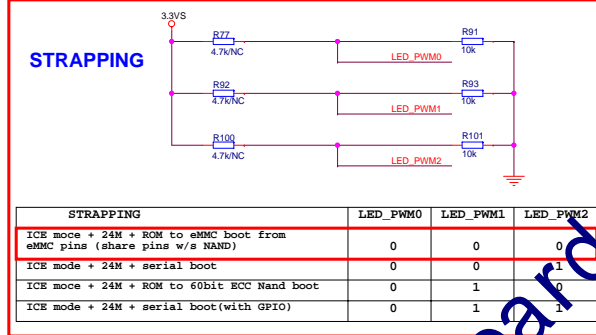 3.3VS
STRAPPING
R77
4.7k/NC
LED_PWM0
R91
10k
R92
4.7k/NC
LED_PWM1
R93
10k
R100
4.7k/NC
LED_PWM2
R101
10k
STRAPPING LED_PWM0 LED_PWM1 LED_PWM2
ICE moce + 24M + ROM to eMMC boot from
eMMC pins (share pins w/s NAND) 0 0 0
ICE mode + 24M + serial boot 0 0 1
ICE moce + 24M + ROM to 60bit ECC Nand boot 0 1 0
ICE mode + 24M + serial boot(with GPIO) 0 1 1
ard